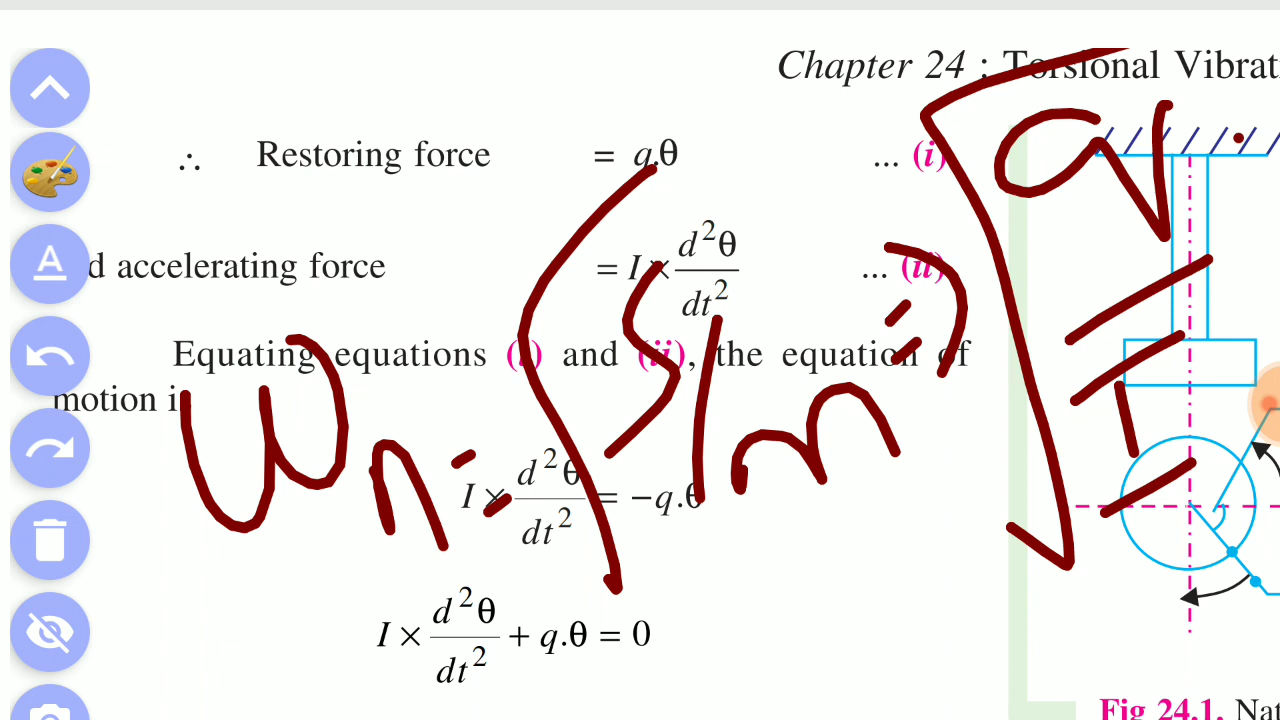 Chapter 24 : Torsional Vibrat
∴ Restoring force = q.θ ... (i)
d accelerating force = I × d²θ/dt² ... (ii)
Equating equations (i) and (ii), the equation of
motion is
I × d²θ/dt² = −q.θ
I × d²θ/dt² + q.θ = 0
ωn = √s/m = √q/I
Fig 24.1. Nat
A